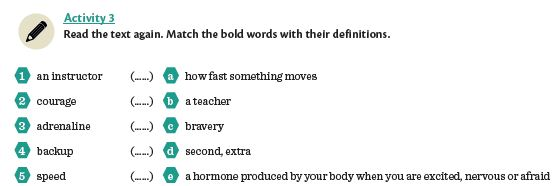 Activity 3
Read the text again. Match the bold words with their definitions.
1 an instructor (......) a how fast something moves
2 courage (......) b a teacher
3 adrenaline (......) c bravery
4 backup (......) d second, extra
5 speed (......) e a hormone produced by your body when you are excited, nervous or afraid